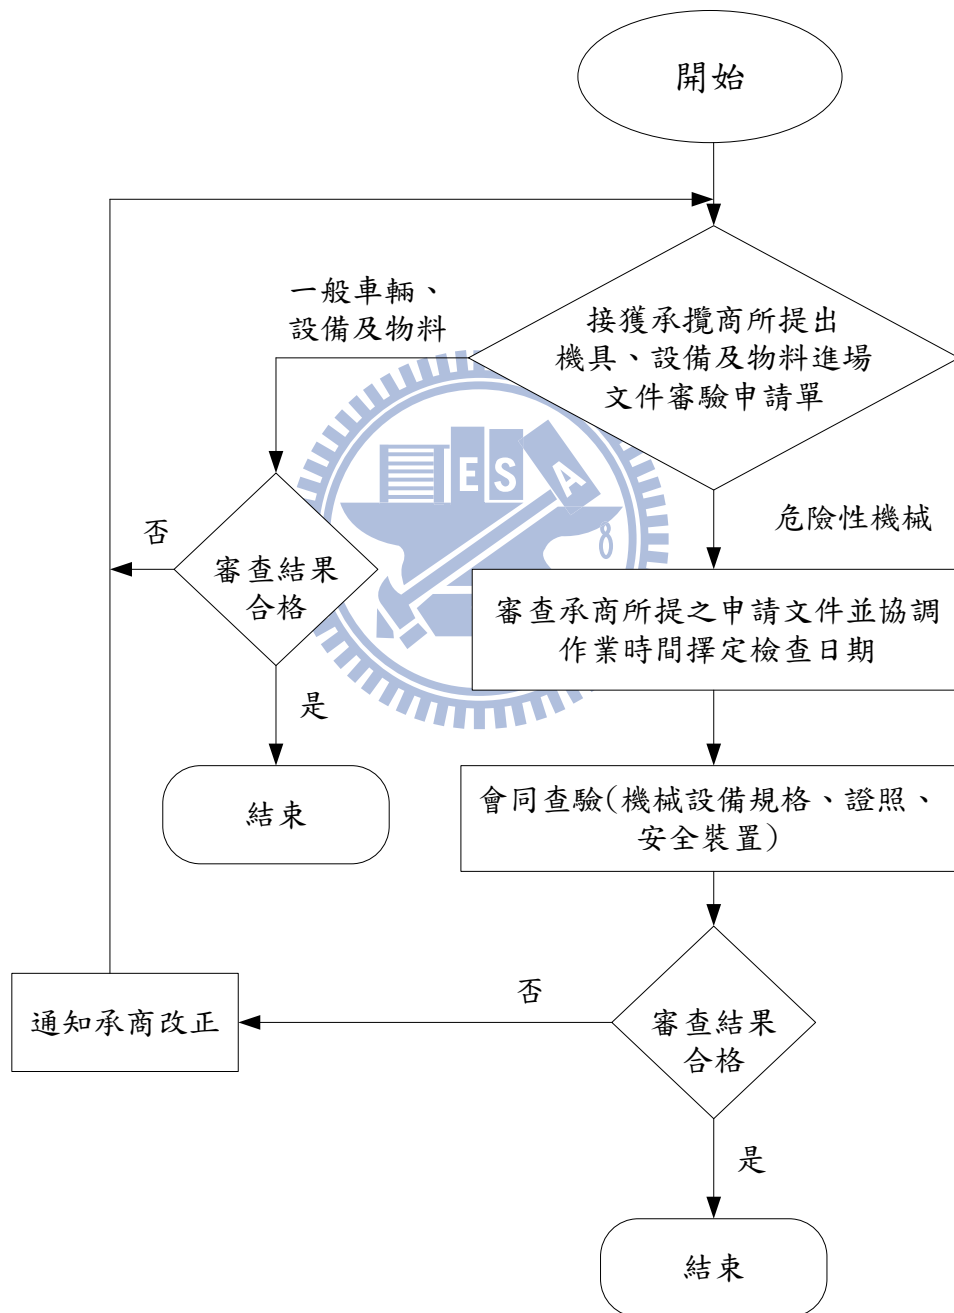 開始
一般車輛、
設備及物料
接獲承攬商所提出
機具、設備及物料進場
文件審驗申請單
E S A
危險性機械
否
審查結果
合格
審查承商所提之申請文件並協調
作業時間擇定檢查日期
是
結束
會同查驗(機械設備規格、證照、
安全裝置)
否
通知承商改正
審查結果
合格
是
結束